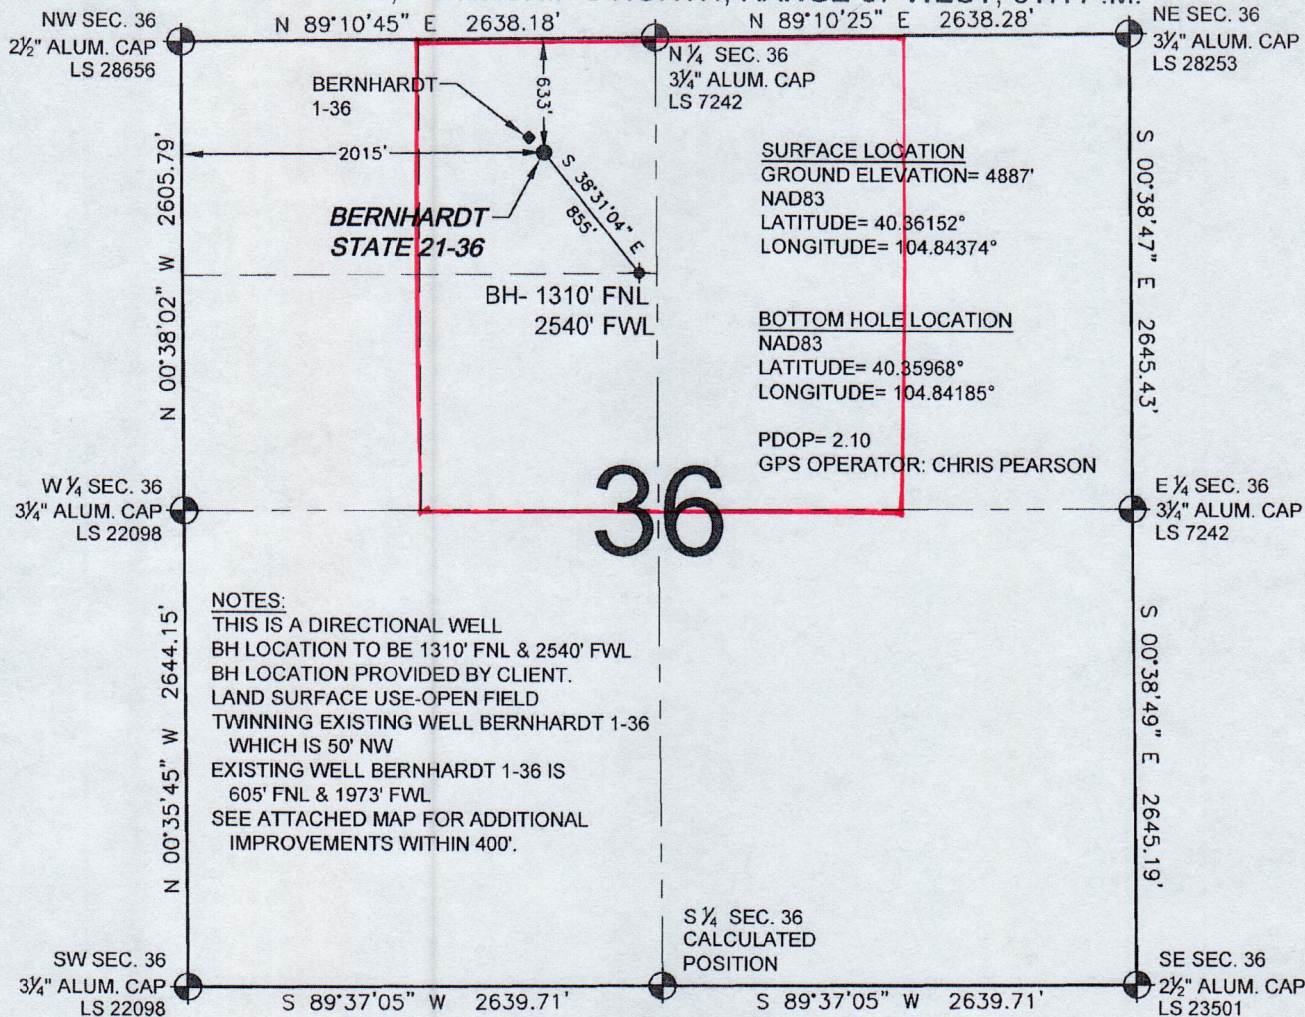 NORTH, RANGE 67 WEST, 6TH P.M.
NW SEC. 36
2½" ALUM. CAP
LS 28656
N 89°10'45" E 2638.18'
N 89°10'25" E 2638.28'
NE SEC. 36
3¼" ALUM. CAP
LS 28253
N ¼ SEC. 36
3¼" ALUM. CAP
LS 7242
BERNHARDT
1-36
633'
2015'
S 38°31'04" E
855'
BERNHARDT
STATE 21-36
BH- 1310' FNL
2540' FWL
SURFACE LOCATION
GROUND ELEVATION= 4887'
NAD83
LATITUDE= 40.36152°
LONGITUDE= 104.84374°
BOTTOM HOLE LOCATION
NAD83
LATITUDE= 40.35968°
LONGITUDE= 104.84185°
PDOP= 2.10
GPS OPERATOR: CHRIS PEARSON
N 00°38'02" W 2605.79'
S 00°38'47" E 2645.43'
W ¼ SEC. 36
3¼" ALUM. CAP
LS 22098
36
E ¼ SEC. 36
3¼" ALUM. CAP
LS 7242
NOTES:
THIS IS A DIRECTIONAL WELL
BH LOCATION TO BE 1310' FNL & 2540' FWL
BH LOCATION PROVIDED BY CLIENT.
LAND SURFACE USE-OPEN FIELD
TWINNING EXISTING WELL BERNHARDT 1-36
WHICH IS 50' NW
EXISTING WELL BERNHARDT 1-36 IS
605' FNL & 1973' FWL
SEE ATTACHED MAP FOR ADDITIONAL
IMPROVEMENTS WITHIN 400'.
N 00°35'45" W 2644.15'
S 00°38'49" E 2645.19'
S ¼ SEC. 36
CALCULATED
POSITION
SW SEC. 36
3¼" ALUM. CAP
LS 22098
S 89°37'05" W 2639.71'
S 89°37'05" W 2639.71'
SE SEC. 36
2½" ALUM. CAP
LS 23501